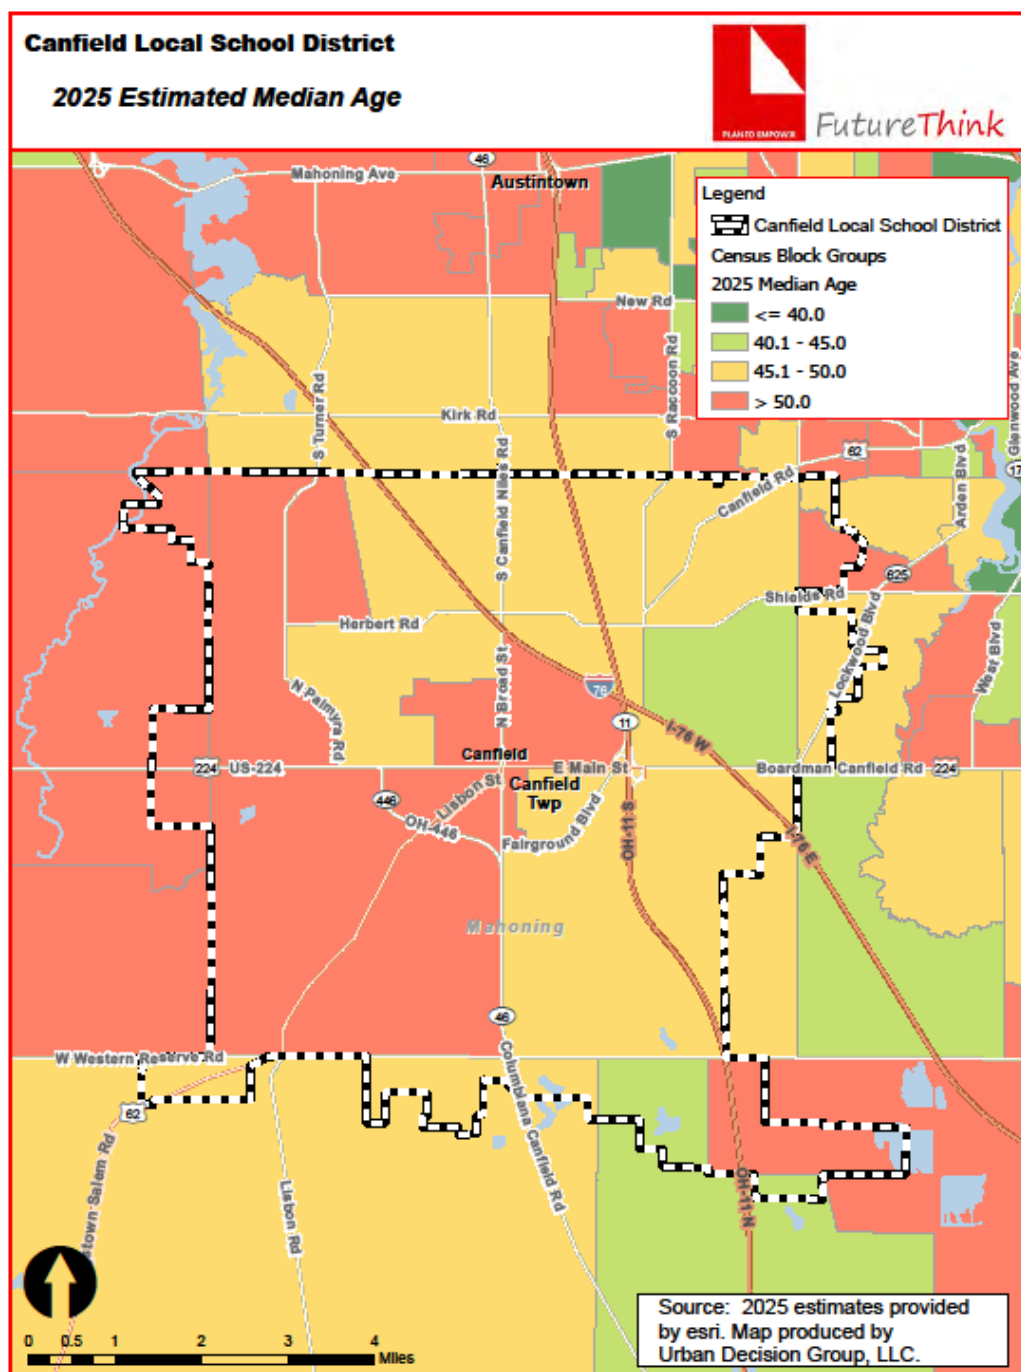 Canfield Local School District
2025 Estimated Median Age
PLAN TO EMPOWER
FutureThink
46
Mahoning Ave
Austintown
Legend
Canfield Local School District
Census Block Groups
2025 Median Age
<= 40.0
40.1 - 45.0
45.1 - 50.0
> 50.0
New Rd
S Raccoon Rd
S Turner Rd
Kirk Rd
Glenwood Ave
62
17
Arden Blvd
Canfield Rd
S Canfield Niles Rd
625
Shields Rd
Herbert Rd
Lockwood Blvd
West Blvd
N Broad St
76
N Palmyra Rd
11
I-76 W
Canfield
224
US-224
E Main St
Boardman Canfield Rd
224
Canfield
Twp
Lisbon St
446
OH-446
Fairground Blvd
OH-11 S
I-76 E
Mahoning
46
W Western Reserve Rd
Columbiana Canfield Rd
62
OH-11 N
Lisbon Rd
stown Salem Rd
0 0.5 1 2 3 4
Miles
Source: 2025 estimates provided
by esri. Map produced by
Urban Decision Group, LLC.